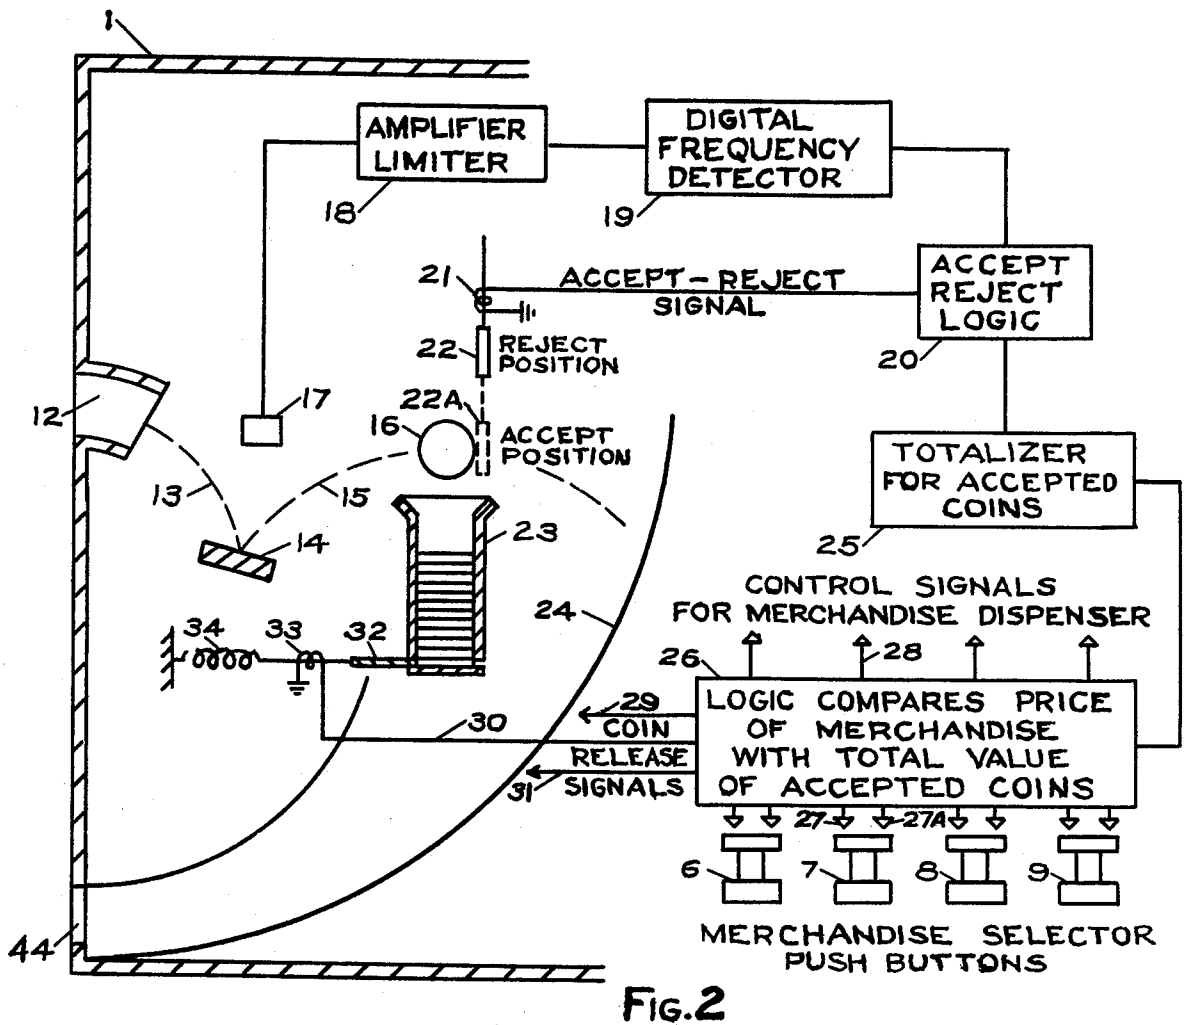 1
AMPLIFIER
LIMITER
18
DIGITAL
FREQUENCY
DETECTOR
19
21
ACCEPT-REJECT
SIGNAL
ACCEPT
REJECT
LOGIC
20
22
REJECT
POSITION
12
17
22A
16
ACCEPT
POSITION
13
15
14
23
TOTALIZER
FOR ACCEPTED
COINS
25
CONTROL SIGNALS
FOR MERCHANDISE DISPENSER
34
33
32
24
26
28
29
COIN
30
RELEASE
31
SIGNALS
LOGIC COMPARES PRICE
OF MERCHANDISE
WITH TOTAL VALUE
OF ACCEPTED COINS
27
27A
6
7
8
9
44
MERCHANDISE SELECTOR
PUSH BUTTONS
FIG.2